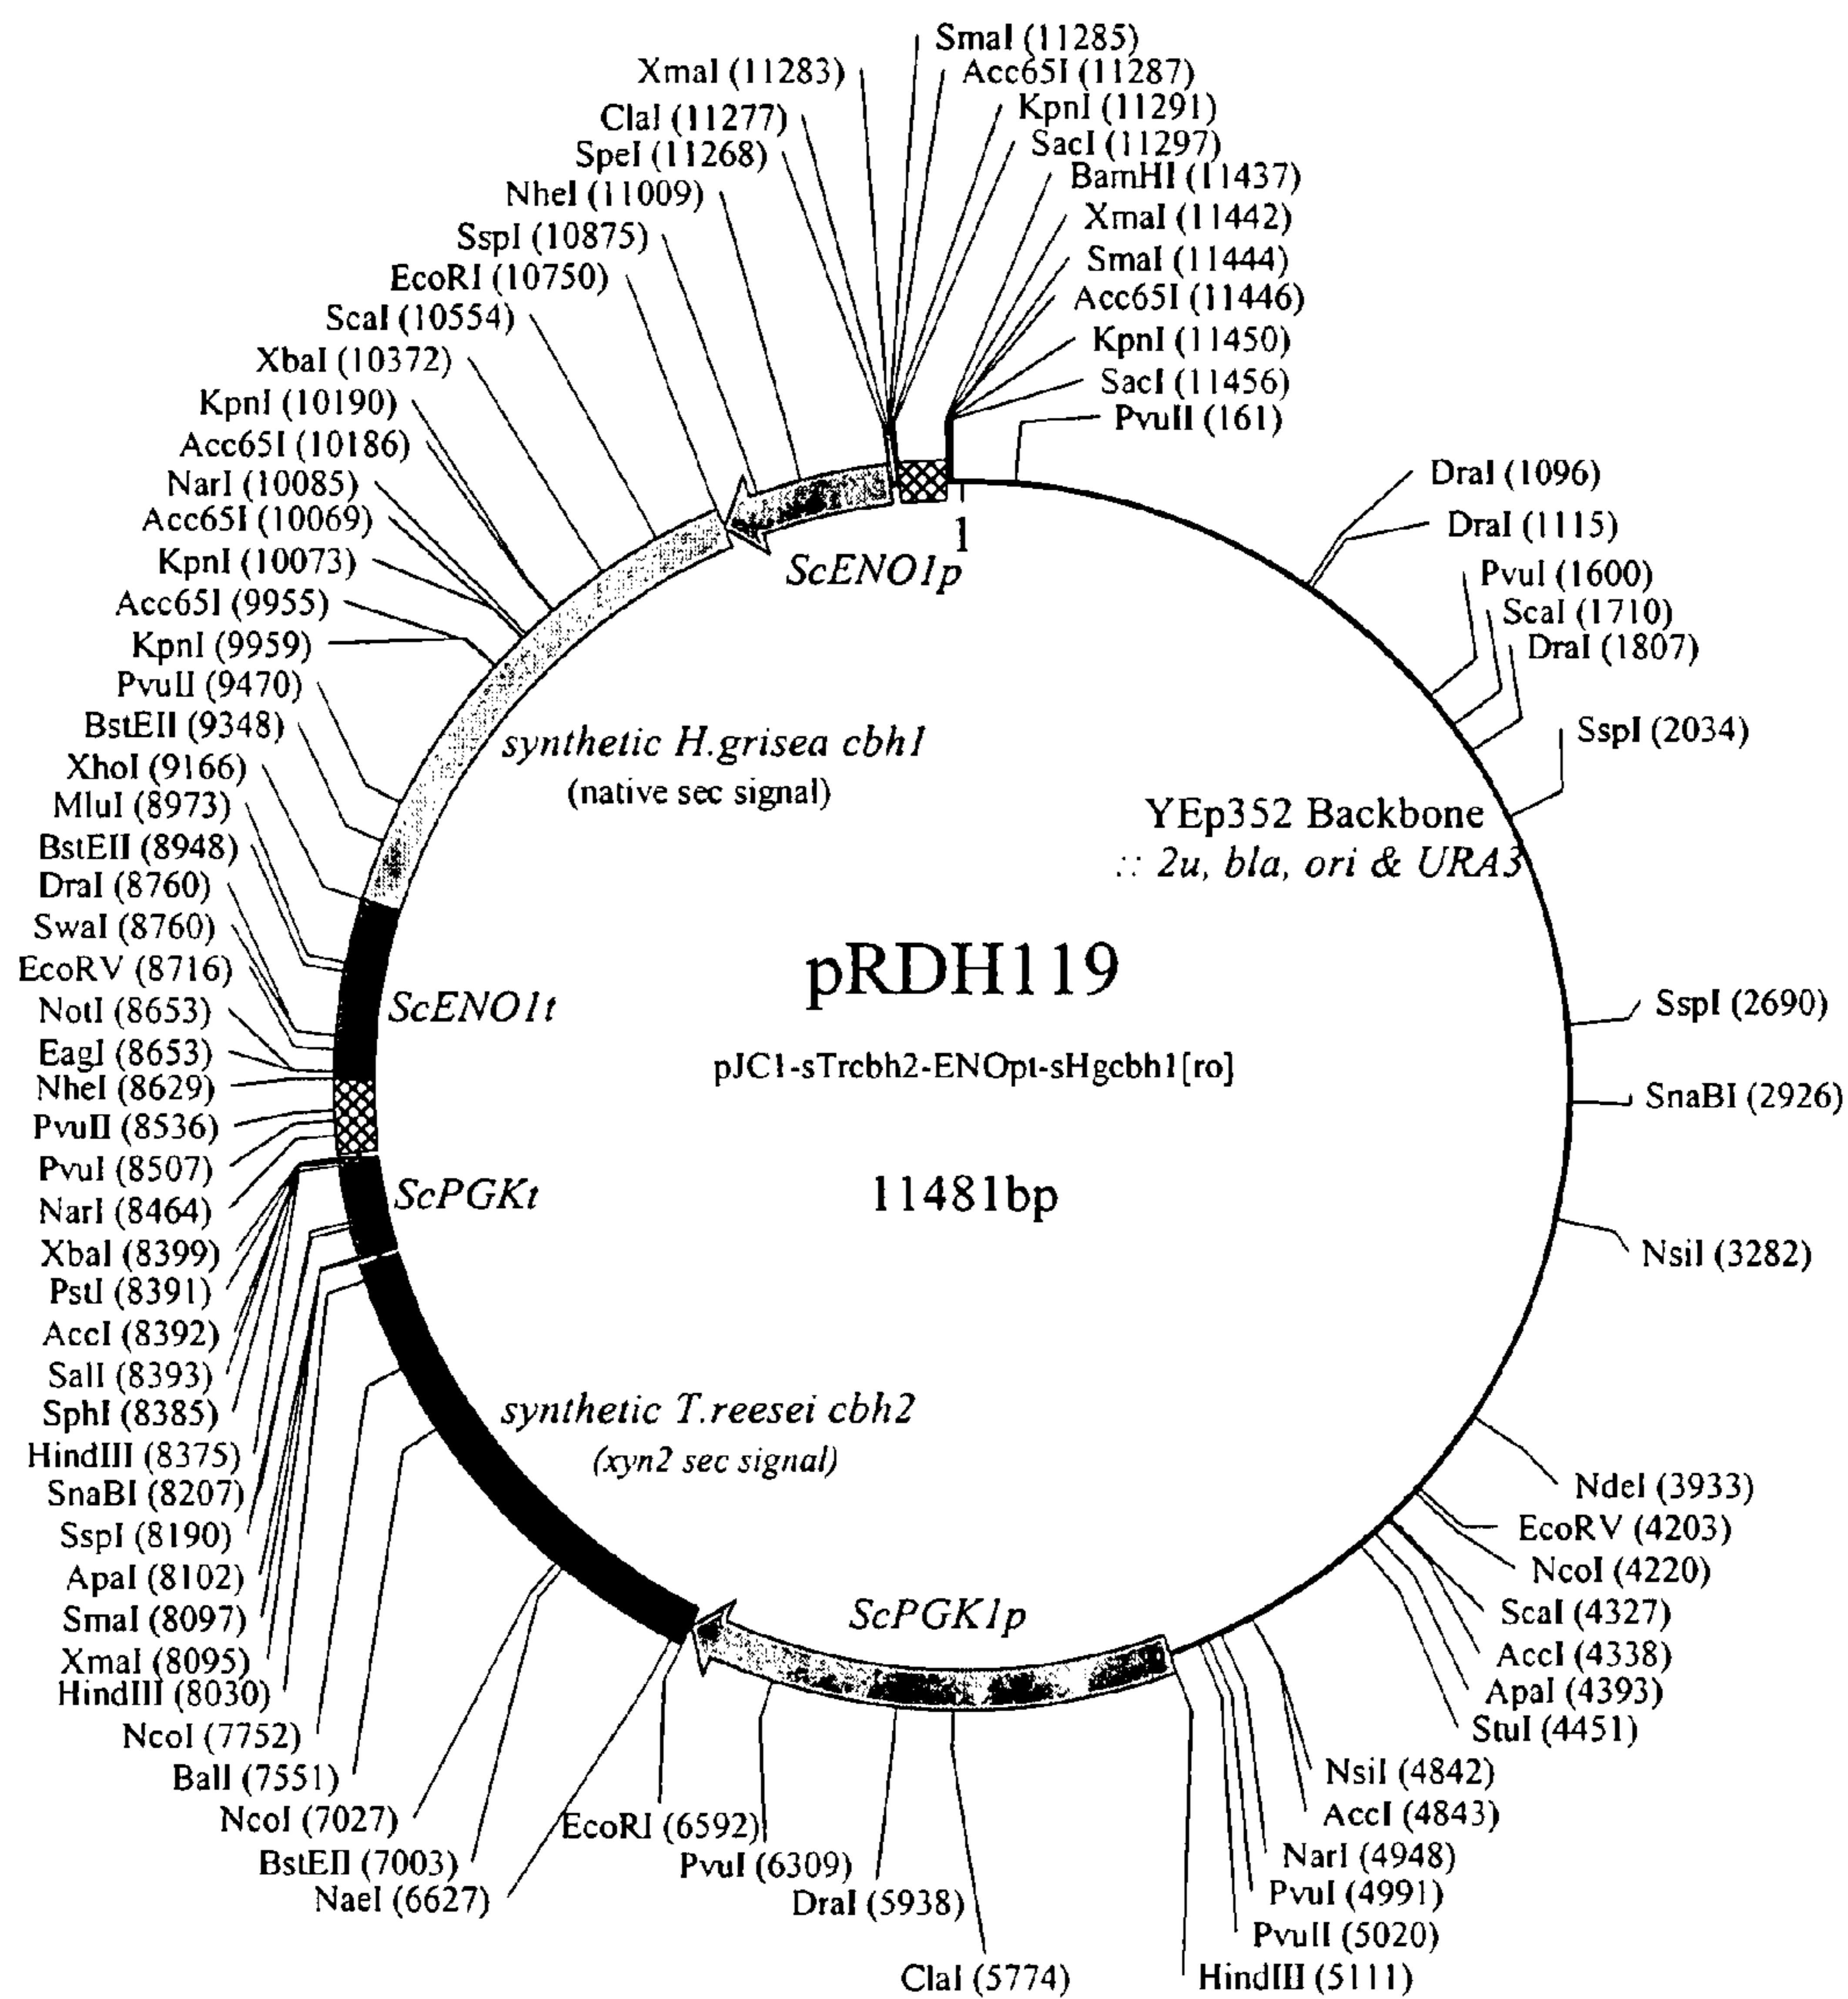 SmaI (11285)
XmaI (11283)
Acc65I (11287)
KpnI (11291)
ClaI (11277)
SacI (11297)
SpeI (11268)
BamHI (11437)
NheI (11009)
XmaI (11442)
SspI (10875)
SmaI (11444)
EcoRI (10750)
Acc65I (11446)
ScaI (10554)
KpnI (11450)
XbaI (10372)
SacI (11456)
KpnI (10190)
PvuII (161)
Acc65I (10186)
DraI (1096)
NarI (10085)
Acc65I (10069)
DraI (1115)
1
KpnI (10073)
ScENO1p
PvuI (1600)
Acc65I (9955)
ScaI (1710)
KpnI (9959)
DraI (1807)
PvuII (9470)
BstEII (9348)
SspI (2034)
synthetic H.grisea cbh1
XhoI (9166)
(native sec signal)
MluI (8973)
YEp352 Backbone
BstEII (8948)
:: 2u, bla, ori & URA3
DraI (8760)
SwaI (8760)
EcoRV (8716)
pRDH119
NotI (8653)
ScENO1t
SspI (2690)
EagI (8653)
pJC1-sTrcbh2-ENOpt-sHgcbh1[ro]
NheI (8629)
SnaBI (2926)
PvuII (8536)
PvuI (8507)
ScPGKt
11481bp
NarI (8464)
XbaI (8399)
NsiI (3282)
PstI (8391)
AccI (8392)
SalI (8393)
SphI (8385)
synthetic T.reesei cbh2
HindIII (8375)
(xyn2 sec signal)
SnaBI (8207)
NdeI (3933)
SspI (8190)
EcoRV (4203)
ApaI (8102)
NcoI (4220)
SmaI (8097)
ScPGK1p
ScaI (4327)
XmaI (8095)
AccI (4338)
HindIII (8030)
ApaI (4393)
NcoI (7752)
StuI (4451)
BalI (7551)
NsiI (4842)
NcoI (7027)
EcoRI (6592)
AccI (4843)
BstEII (7003)
PvuI (6309)
NarI (4948)
NaeI (6627)
DraI (5938)
PvuI (4991)
PvuII (5020)
ClaI (5774)
HindIII (5111)